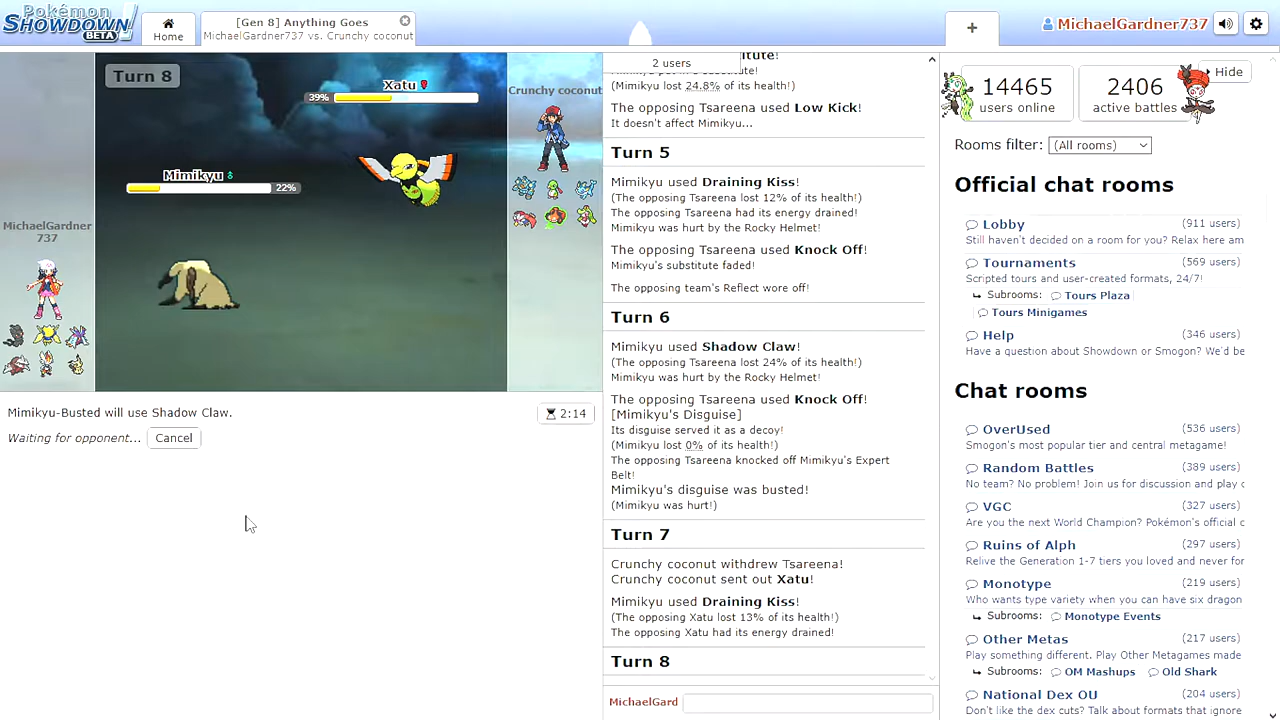 Pokémon
SHOWDOWN
BETA
Home
[Gen 8] Anything Goes
MichaelGardner737 vs. Crunchy coconut
+
MichaelGardner737
Turn 8
Xatu
39%
Mimikyu
22%
MichaelGardner
737
Crunchy coconut
Mimikyu-Busted will use Shadow Claw.
2:14
Waiting for opponent...
Cancel
2 users
(Mimikyu lost 24.8% of its health!)
The opposing Tsareena used Low Kick!
It doesn't affect Mimikyu...
Turn 5
Mimikyu used Draining Kiss!
(The opposing Tsareena lost 12% of its health!)
The opposing Tsareena had its energy drained!
Mimikyu was hurt by the Rocky Helmet!
The opposing Tsareena used Knock Off!
Mimikyu's substitute faded!
The opposing team's Reflect wore off!
Turn 6
Mimikyu used Shadow Claw!
(The opposing Tsareena lost 24% of its health!)
Mimikyu was hurt by the Rocky Helmet!
The opposing Tsareena used Knock Off!
[Mimikyu's Disguise]
Its disguise served it as a decoy!
(Mimikyu lost 0% of its health!)
The opposing Tsareena knocked off Mimikyu's Expert
Belt!
Mimikyu's disguise was busted!
(Mimikyu was hurt!)
Turn 7
Crunchy coconut withdrew Tsareena!
Crunchy coconut sent out Xatu!
Mimikyu used Draining Kiss!
(The opposing Xatu lost 13% of its health!)
The opposing Xatu had its energy drained!
Turn 8
MichaelGard
14465
users online
2406
active battles
Hide
Rooms filter: (All rooms)
Official chat rooms
Lobby (911 users)
Still haven't decided on a room for you? Relax here am
Tournaments (569 users)
Scripted tours and user-created formats, 24/7!
Subrooms: Tours Plaza
Tours Minigames
Help (346 users)
Have a question about Showdown or Smogon? We'd be
Chat rooms
OverUsed (536 users)
Smogon's most popular tier and central metagame!
Random Battles (389 users)
No team? No problem! Join us for discussion and play c
VGC (327 users)
Are you the next World Champion? Pokémon's official c
Ruins of Alph (297 users)
Relive the Generation 1-7 tiers you loved and never for
Monotype (219 users)
Who wants type variety when you can have six dragon
Subrooms: Monotype Events
Other Metas (217 users)
Play something different. Play Other Metagames made
Subrooms: OM Mashups Old Shark
National Dex OU (204 users)
Don't like the dex cuts? Talk about formats that ignore